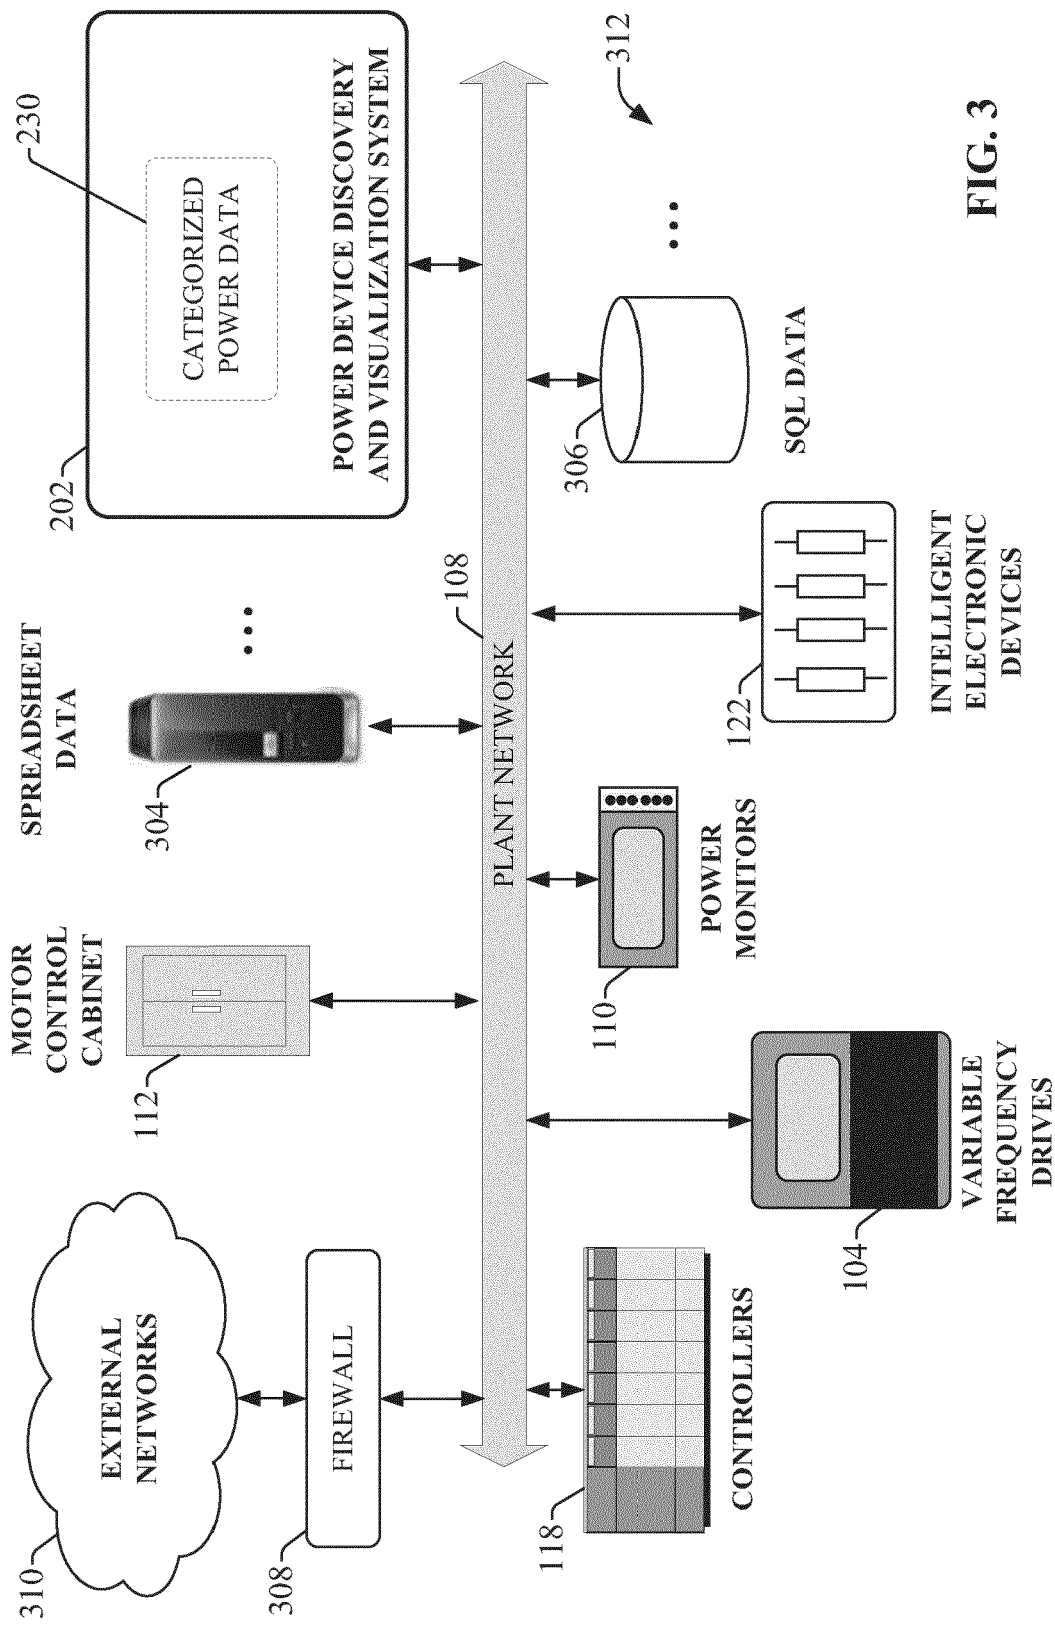 310
EXTERNAL
NETWORKS
308
FIREWALL
MOTOR
CONTROL
CABINET
112
SPREADSHEET
DATA
304
202
230
CATEGORIZED
POWER DATA
POWER DEVICE DISCOVERY
AND VISUALIZATION SYSTEM
PLANT NETWORK
108
118
CONTROLLERS
104
VARIABLE
FREQUENCY
DRIVES
110
POWER
MONITORS
122
INTELLIGENT
ELECTRONIC
DEVICES
306
SQL DATA
312
FIG. 3